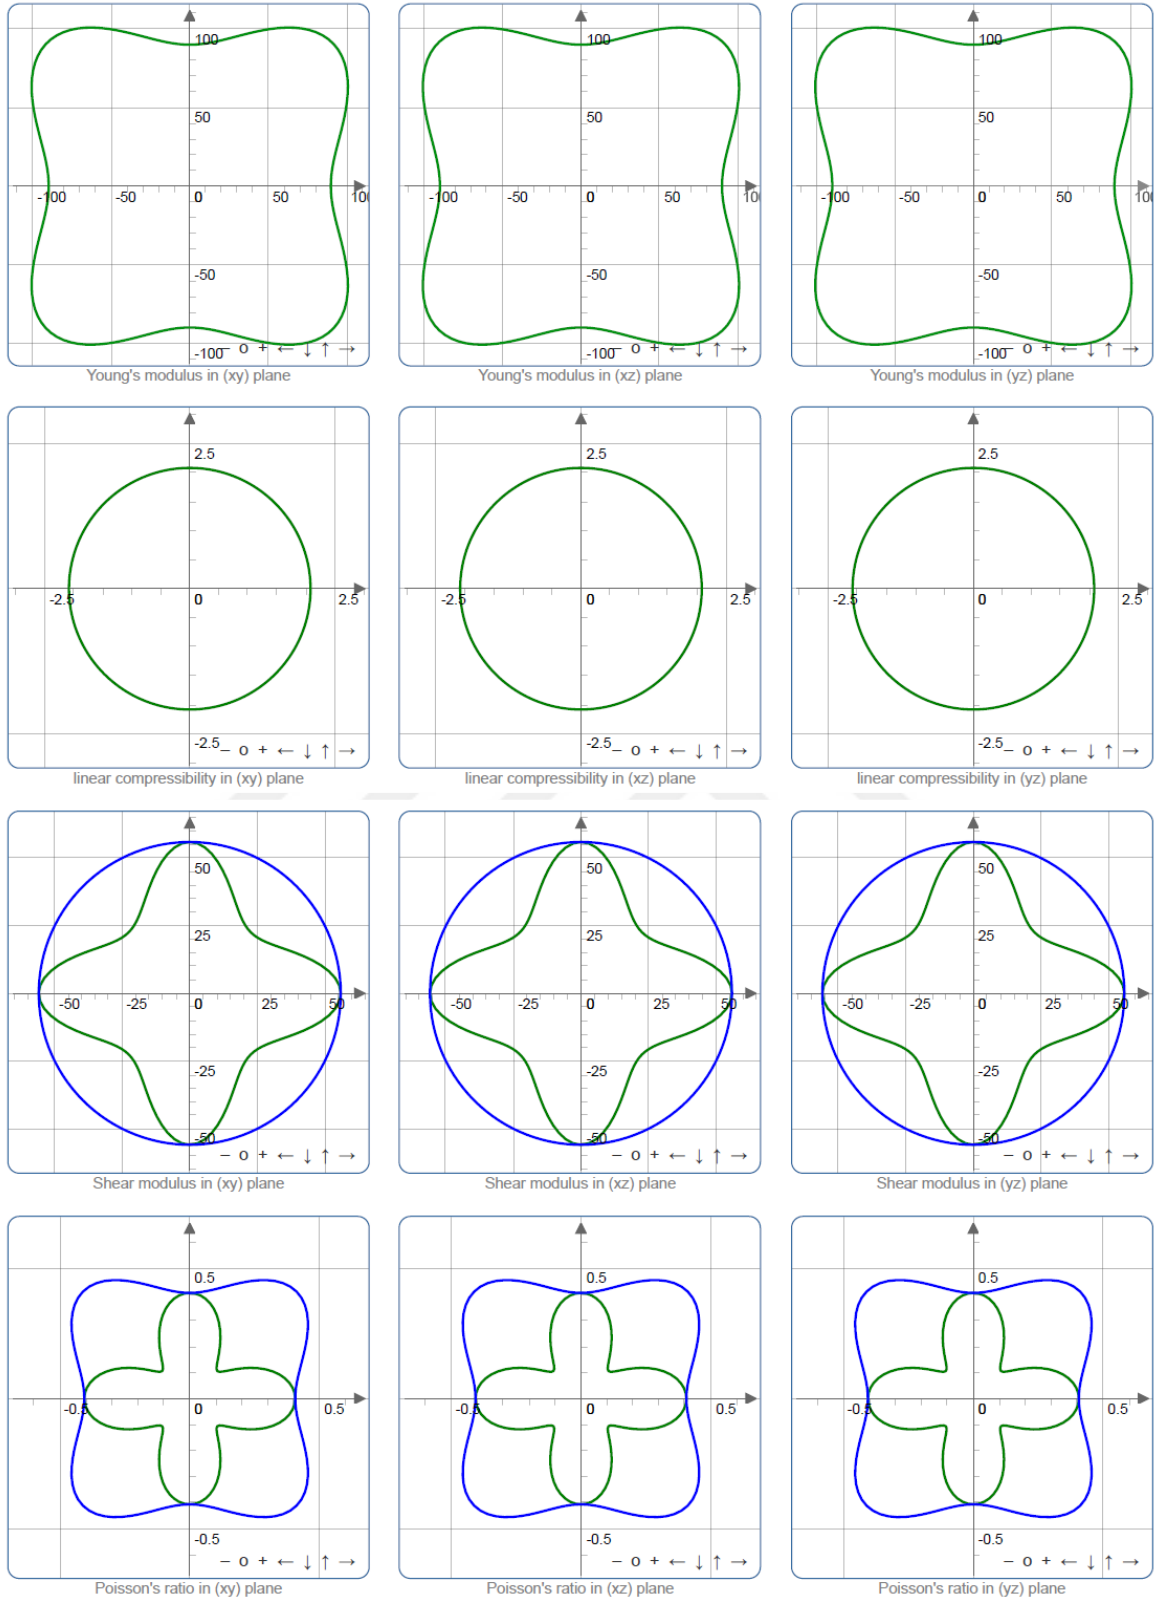 100 100 100
50 50 50
-100 -50 0 50 100 -100 -50 0 50 10 -100 -50 0 50 100
-50 -50 -50
-100 – o + ← ↓ ↑ → -100 – o + ← ↓ ↑ → -100 – o + ← ↓ ↑ →
Young's modulus in (xy) plane Young's modulus in (xz) plane Young's modulus in (yz) plane
2.5 2.5 2.5
-2.5 0 2.5 -2.5 0 2.5 -2.5 0 2.5
-2.5 – o + ← ↓ ↑ → -2.5 – o + ← ↓ ↑ → -2.5 – o + ← ↓ ↑ →
linear compressibility in (xy) plane linear compressibility in (xz) plane linear compressibility in (yz) plane
50 50 50
25 25 25
-50 -25 0 25 50 -50 -25 0 25 50 -50 -25 0 25 50
-25 -25 -25
-50 -50 -50
– o + ← ↓ ↑ → – o + ← ↓ ↑ → – o + ← ↓ ↑ →
Shear modulus in (xy) plane Shear modulus in (xz) plane Shear modulus in (yz) plane
0.5 0.5 0.5
-0.5 0 0.5 -0.5 0 0.5 -0.5 0 0.5
-0.5 -0.5 -0.5
– o + ← ↓ ↑ → – o + ← ↓ ↑ → – o + ← ↓ ↑ →
Poisson's ratio in (xy) plane Poisson's ratio in (xz) plane Poisson's ratio in (yz) plane